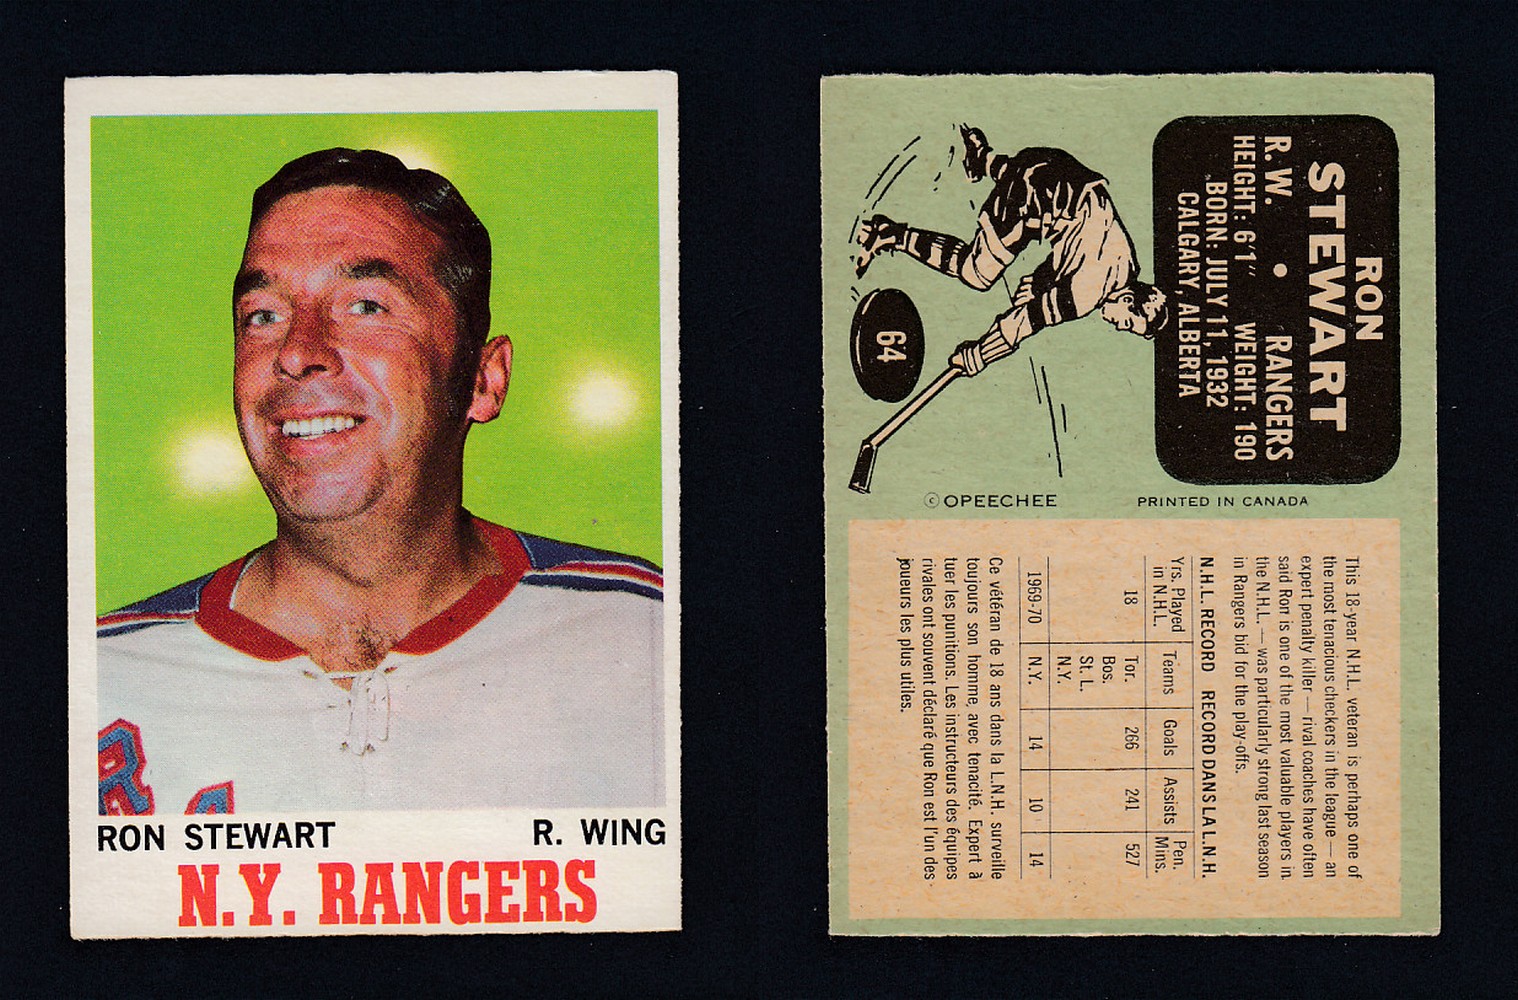 RON STEWART
R. WING
N.Y. RANGERS
RON
STEWART
R.W. • RANGERS
HEIGHT: 6'1" WEIGHT: 190
BORN: JULY 11, 1932
CALGARY, ALBERTA
64
© OPEECHEE
PRINTED IN CANADA
This 18-year N.H.L. veteran is perhaps one of
the most tenacious checkers in the league — an
expert penalty killer — rival coaches have often
said Ron is one of the most valuable players in
the N.H.L. — was particularly strong last season
in Rangers bid for the play-offs.
N.H.L. RECORD RECORD DANS LA L.N.H.
Yrs. Played in N.H.L. Teams Goals Assists Pen. Mins.
18 Tor. 266 241 527
Bos.
St. L.
N.Y.
1969-70 N.Y. 14 10 14
Ce vétéran de 18 ans dans la L.N.H. surveille
toujours son homme, avec tenacité. Expert à
tuer les punitions. Les instructeurs des équipes
rivales ont souvent déclaré que Ron est l'un des
joueurs les plus utiles.
R